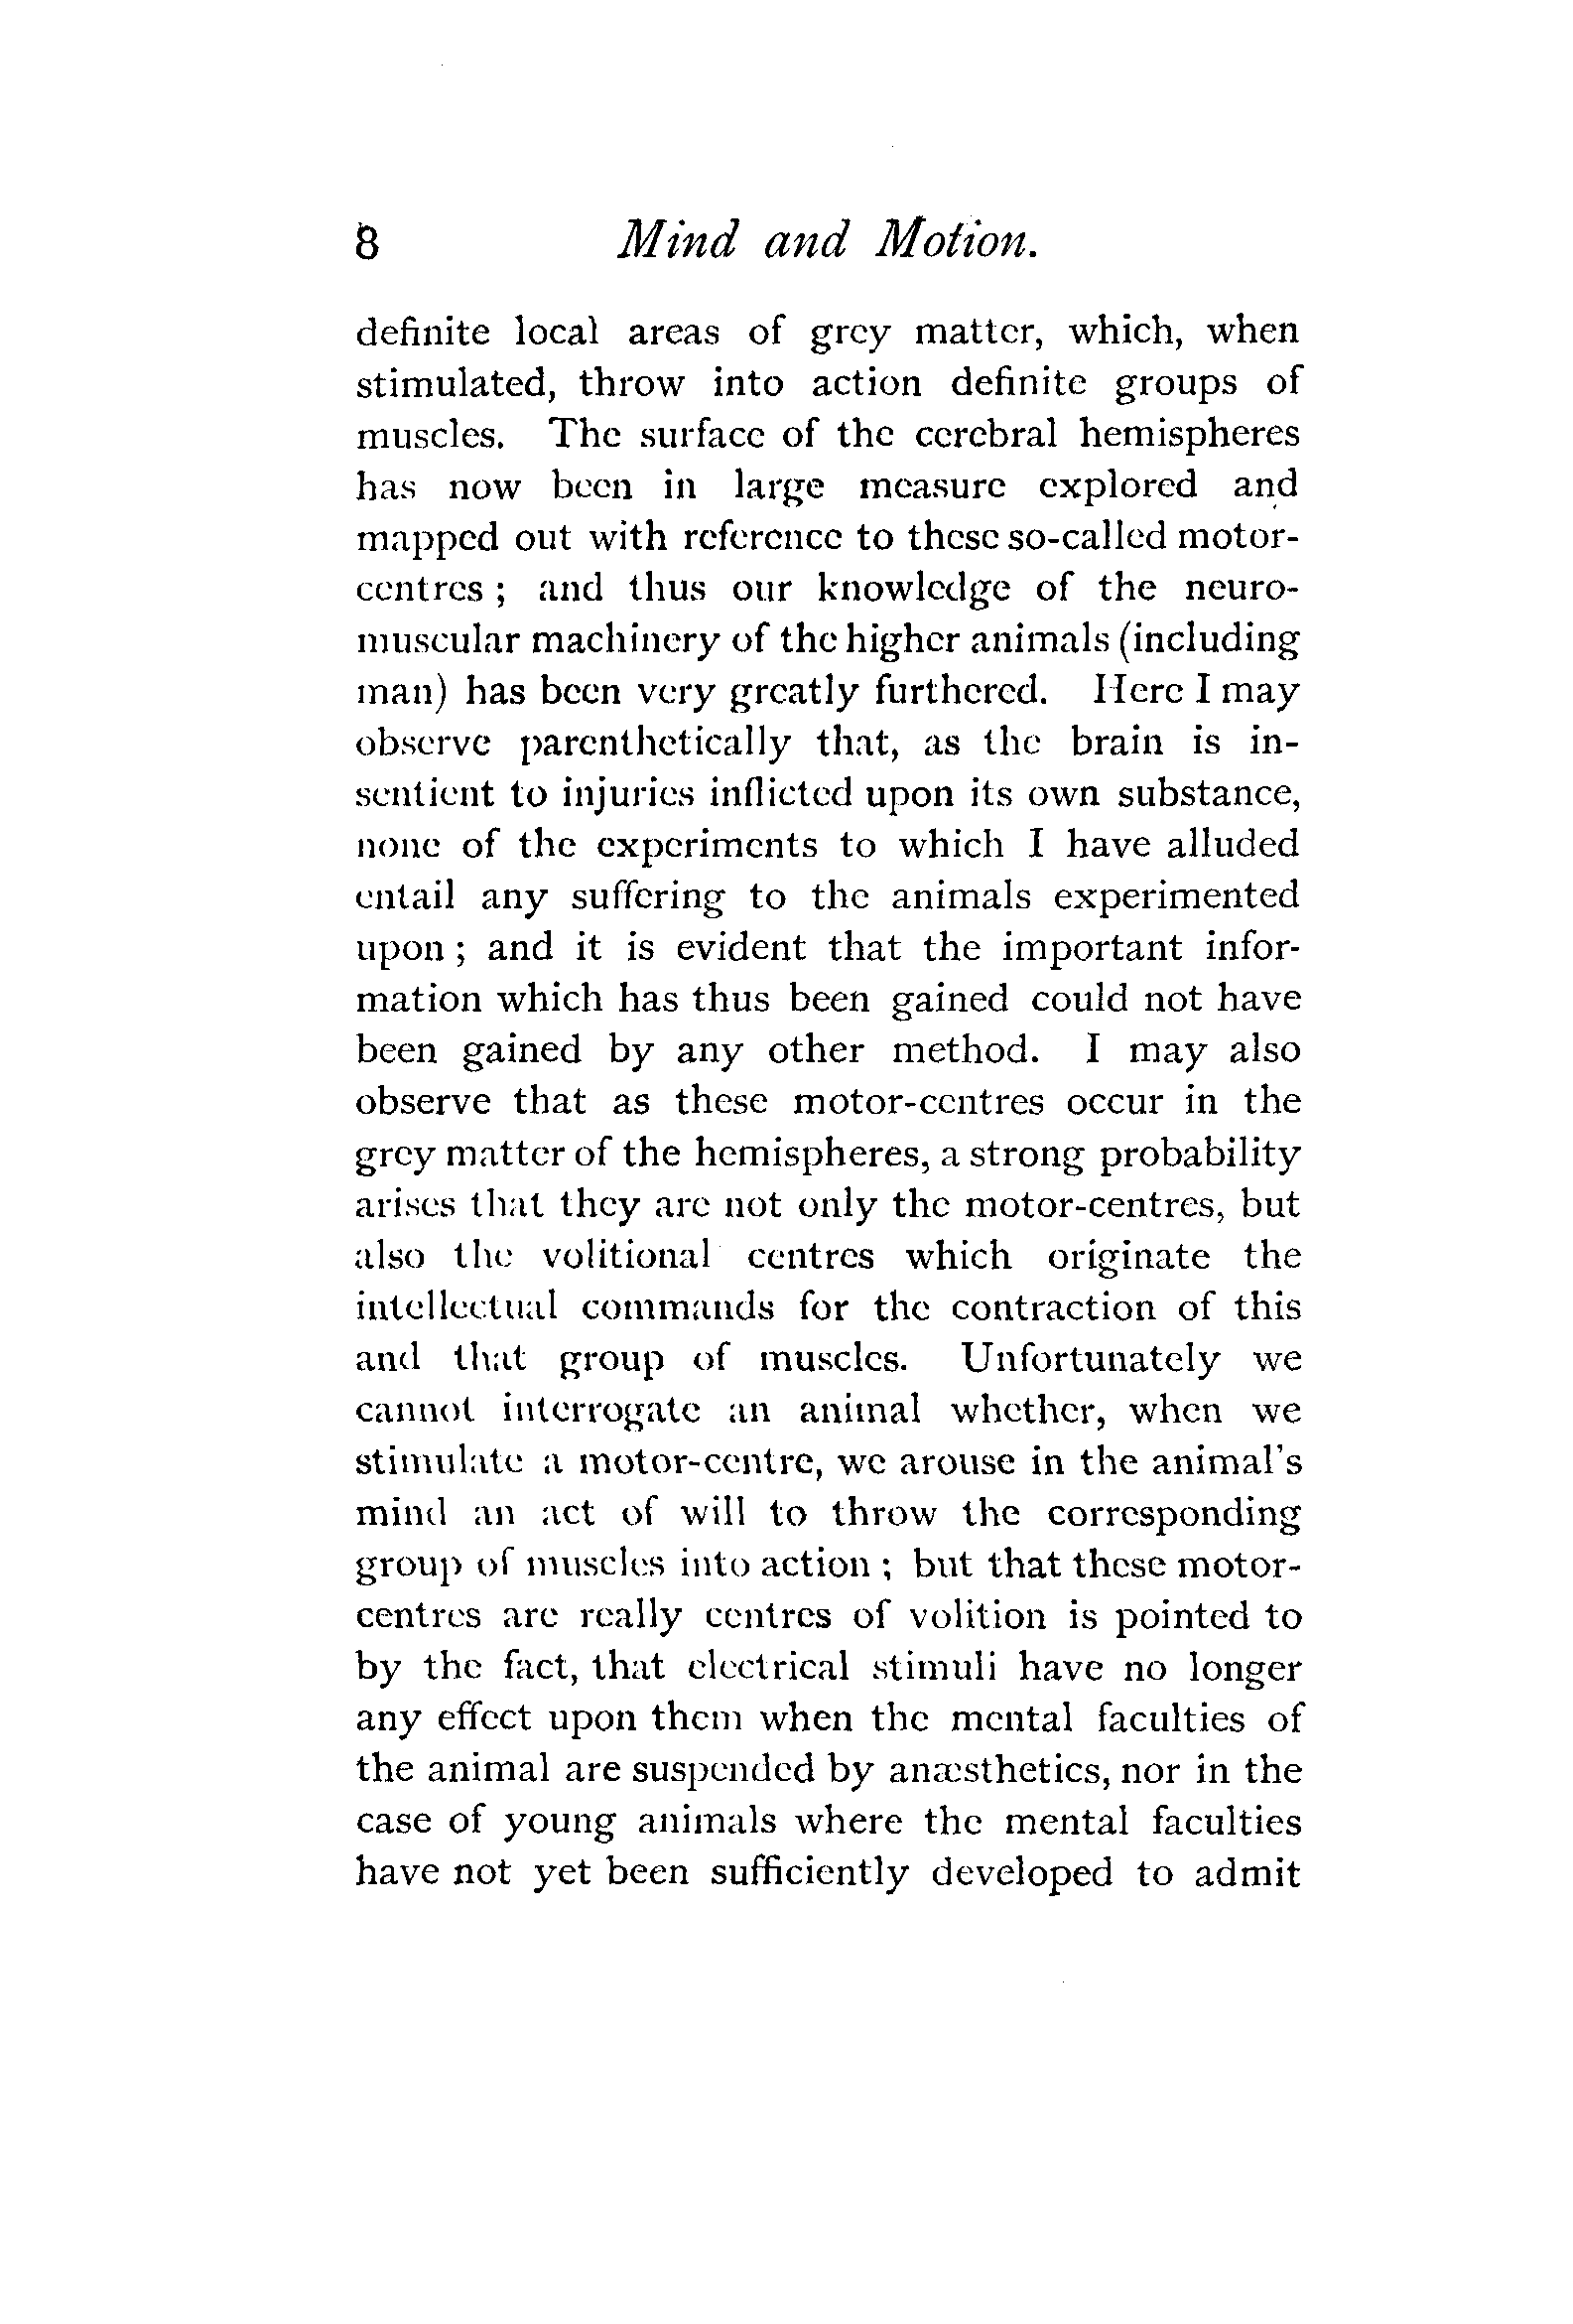 8 Mind and Motion.
definite local areas of grey matter, which, when
stimulated, throw into action definite groups of
muscles. The surface of the cerebral hemispheres
has now been in large measure explored and
mapped out with reference to these so-called motor-
centres ; and thus our knowledge of the neuro-
muscular machinery of the higher animals (including
man) has been very greatly furthered. Here I may
observe parenthetically that, as the brain is in-
sentient to injuries inflicted upon its own substance,
none of the experiments to which I have alluded
entail any suffering to the animals experimented
upon ; and it is evident that the important infor-
mation which has thus been gained could not have
been gained by any other method. I may also
observe that as these motor-centres occur in the
grey matter of the hemispheres, a strong probability
arises that they are not only the motor-centres, but
also the volitional centres which originate the
intellectual commands for the contraction of this
and that group of muscles. Unfortunately we
cannot interrogate an animal whether, when we
stimulate a motor-centre, we arouse in the animal's
mind an act of will to throw the corresponding
group of muscles into action ; but that these motor-
centres are really centres of volition is pointed to
by the fact, that electrical stimuli have no longer
any effect upon them when the mental faculties of
the animal are suspended by anæsthetics, nor in the
case of young animals where the mental faculties
have not yet been sufficiently developed to admit